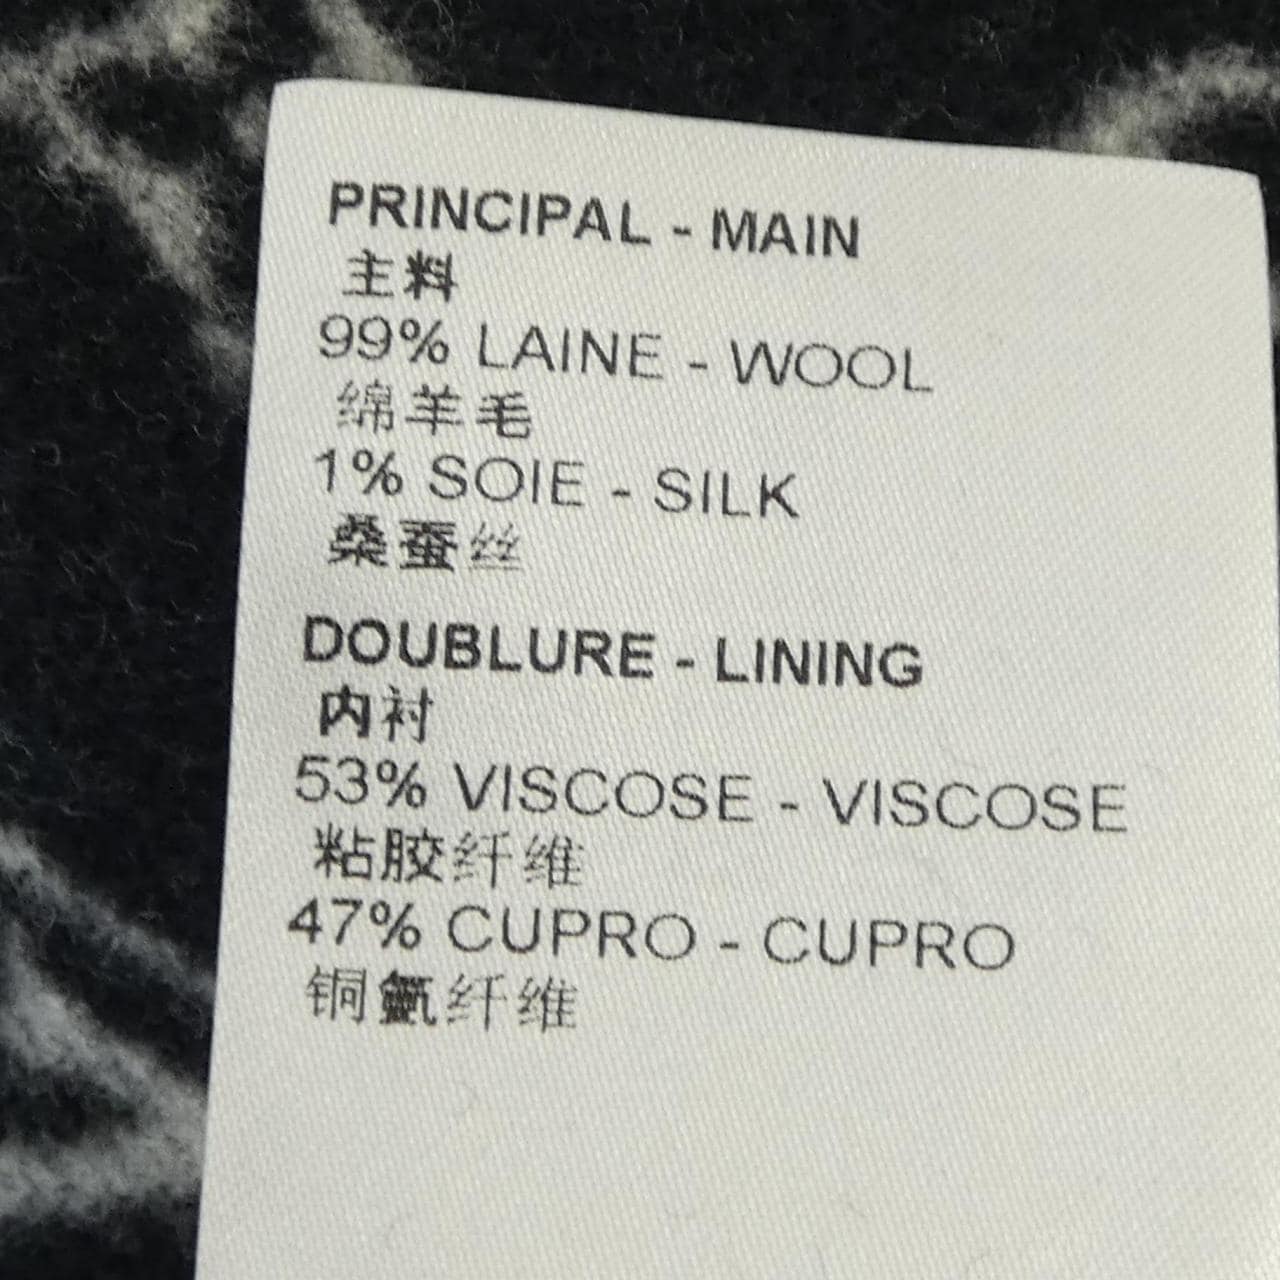 PRINCIPAL - MAIN
主料
99% LAINE - WOOL
绵羊毛
1% SOIE - SILK
桑蚕丝
DOUBLURE - LINING
内衬
53% VISCOSE - VISCOSE
粘胶纤维
47% CUPRO - CUPRO
铜氨纤维